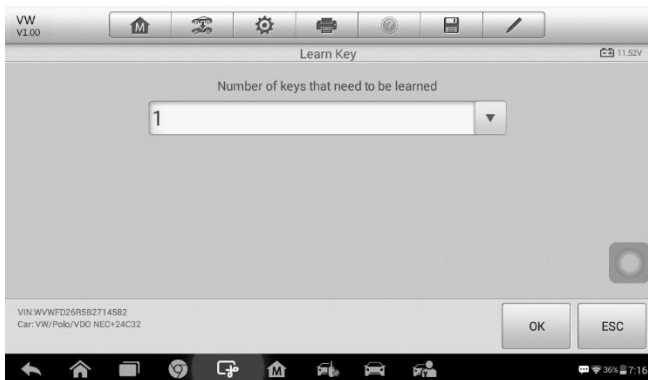 VW
V1.00
Learn Key
11.52V
Number of keys that need to be learned
1
VIN:WVWFD26R5B2714582
Car: VW/Polo/VDO NEC+24C32
OK
ESC
36% 7:16